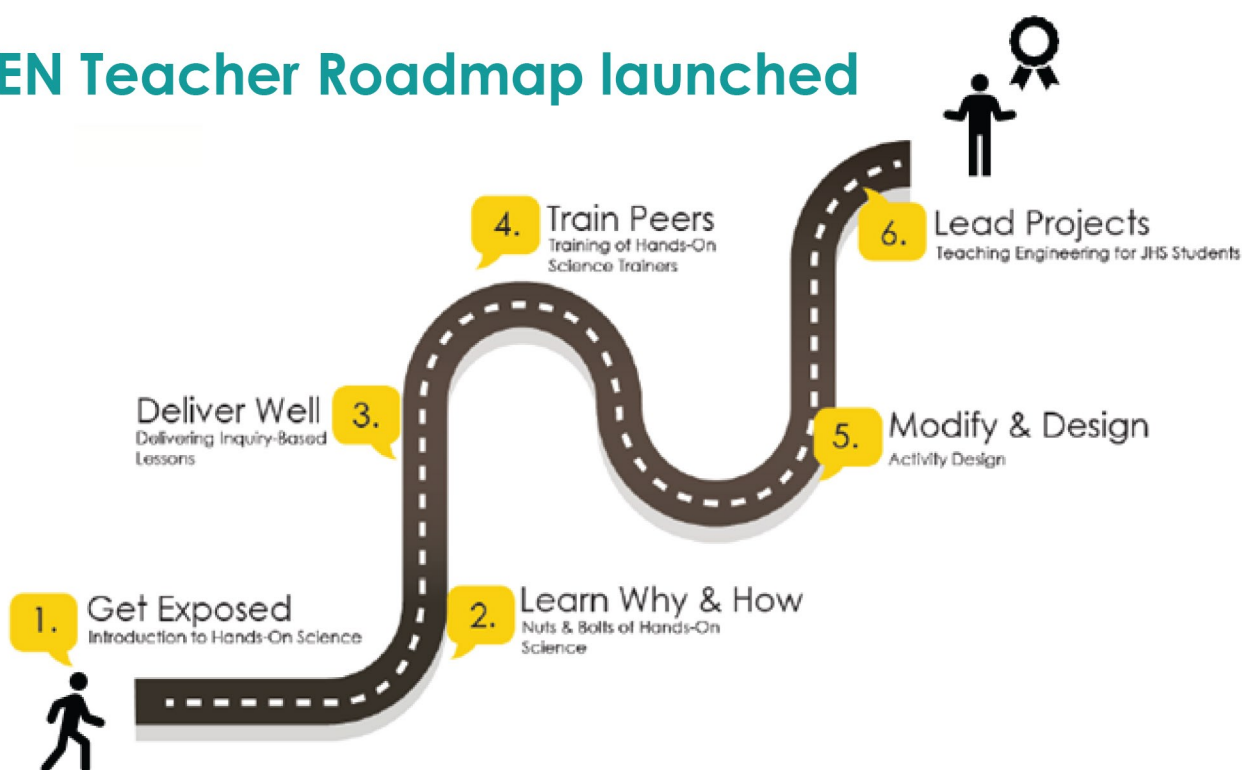 EN Teacher Roadmap launched
4.
Train Peers
Training of Hands-On
Science Trainers
6.
Lead Projects
Teaching Engineering for JHS Students
Deliver Well
Delivering Inquiry-Based
Lessons
3.
5.
Modify & Design
Activity Design
1.
Get Exposed
Introduction to Hands-On Science
2.
Learn Why & How
Nuts & Bolts of Hands-On
Science